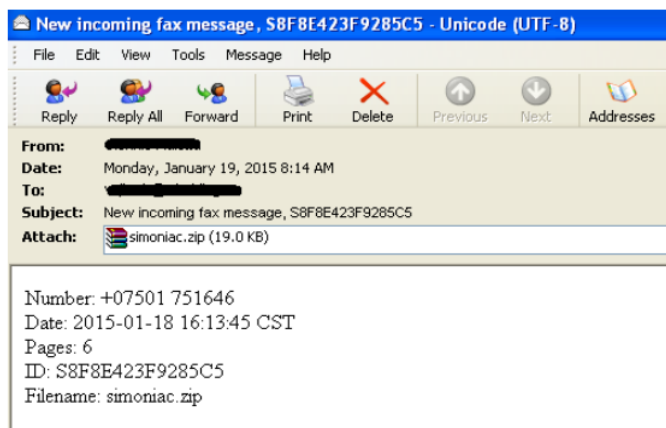 New incoming fax message, S8F8E423F9285C5 - Unicode (UTF-8)
File Edit View Tools Message Help
Reply Reply All Forward Print Delete Previous Next Addresses
From:
Date: Monday, January 19, 2015 8:14 AM
To:
Subject: New incoming fax message, S8F8E423F9285C5
Attach: simoniac.zip (19.0 KB)
Number: +07501 751646
Date: 2015-01-18 16:13:45 CST
Pages: 6
ID: S8F8E423F9285C5
Filename: simoniac.zip